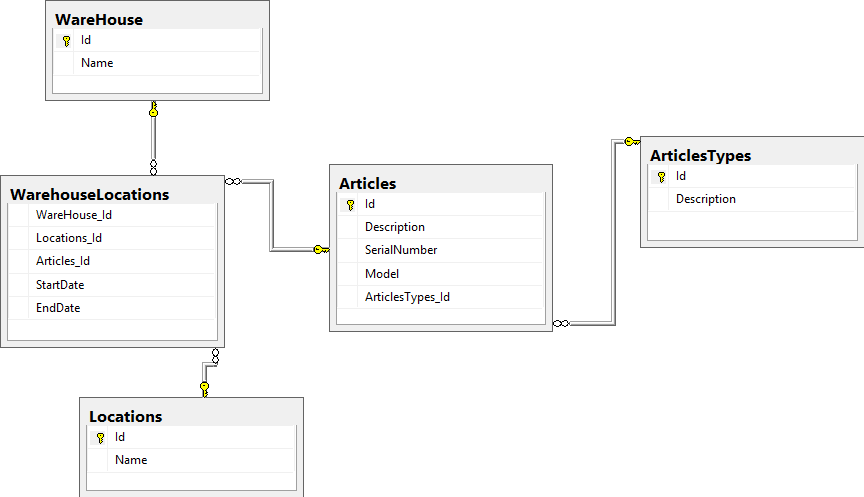 WareHouse
Id
Name
WarehouseLocations
WareHouse_Id
Locations_Id
Articles_Id
StartDate
EndDate
Articles
Id
Description
SerialNumber
Model
ArticlesTypes_Id
ArticlesTypes
Id
Description
Locations
Id
Name